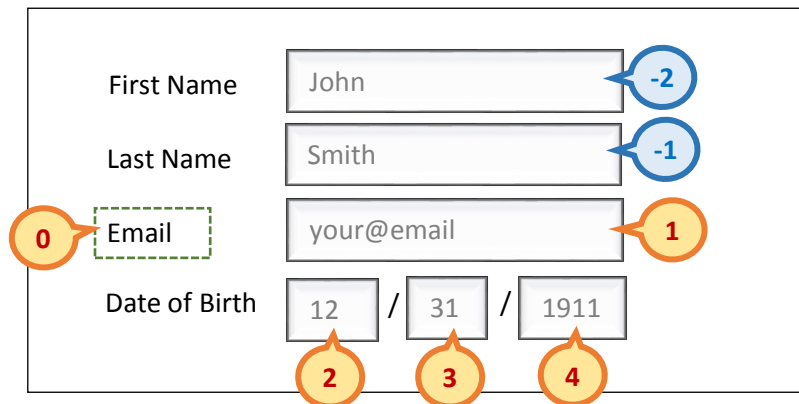 First Name John -2
Last Name Smith -1
0 Email your@email 1
Date of Birth 12 / 31 / 1911
2 3 4